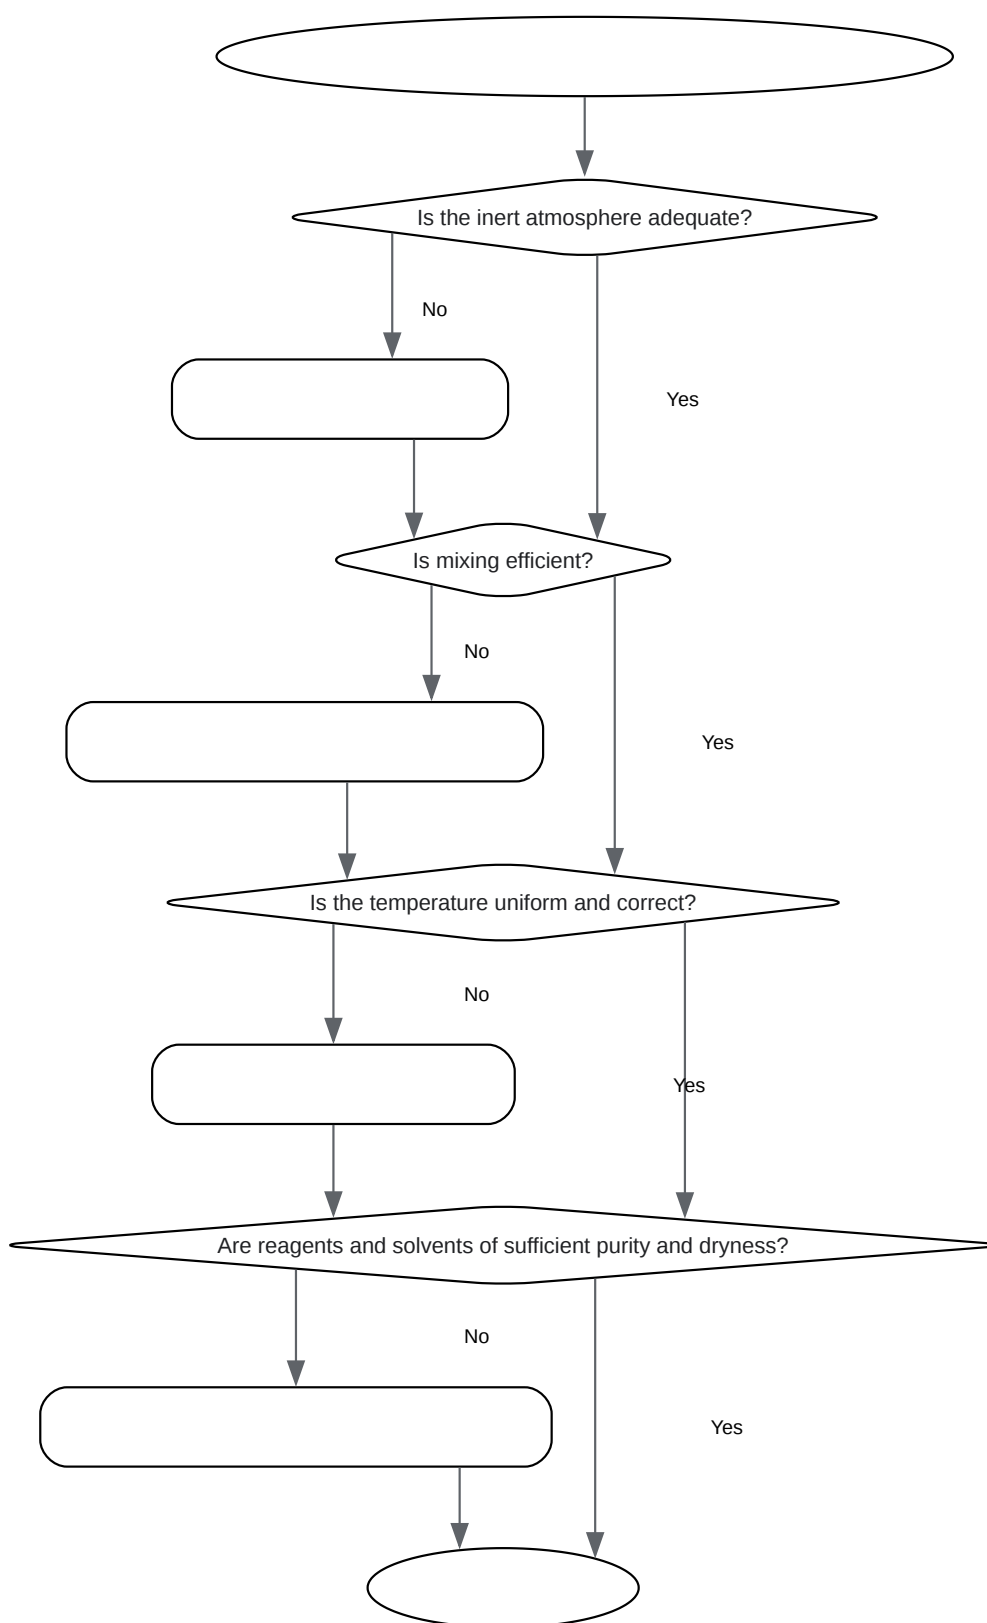 Is the inert atmosphere adequate?
No
Yes
Is mixing efficient?
No
Yes
Is the temperature uniform and correct?
No
Yes
Are reagents and solvents of sufficient purity and dryness?
No
Yes